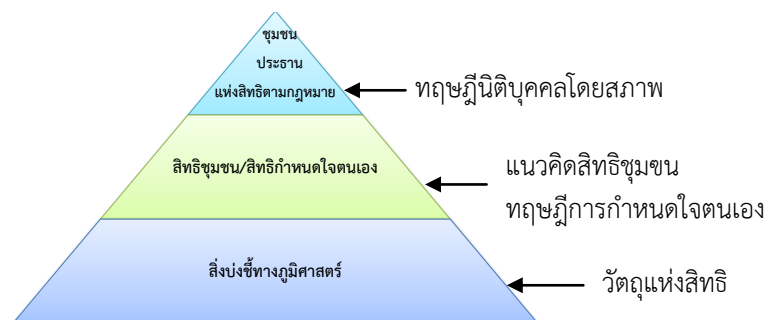 ชุมชน
ประธาน
แห่งสิทธิตามกฎหมาย
ทฤษฎีนิติบุคคลโดยสภาพ
สิทธิชุมชน/สิทธิกำหนดใจตนเอง
แนวคิดสิทธิชุมชน
ทฤษฎีการกำหนดใจตนเอง
สิ่งบ่งชี้ทางภูมิศาสตร์
วัตถุแห่งสิทธิ